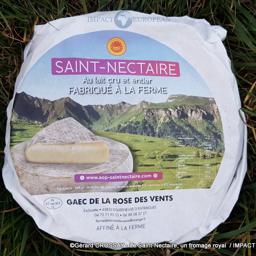 IMPACT EUROPEAN
SAINT-NECTAIRE
Au lait cru et entier
FABRIQUÉ À LA FERME
www.aop-saintnectaire.com
GAEC DE LA ROSE DES VENTS
AFFINÉ À LA FERME
©Gérard CROSSAY, de Saint-Nectaire, un fromage royal / IMPACT